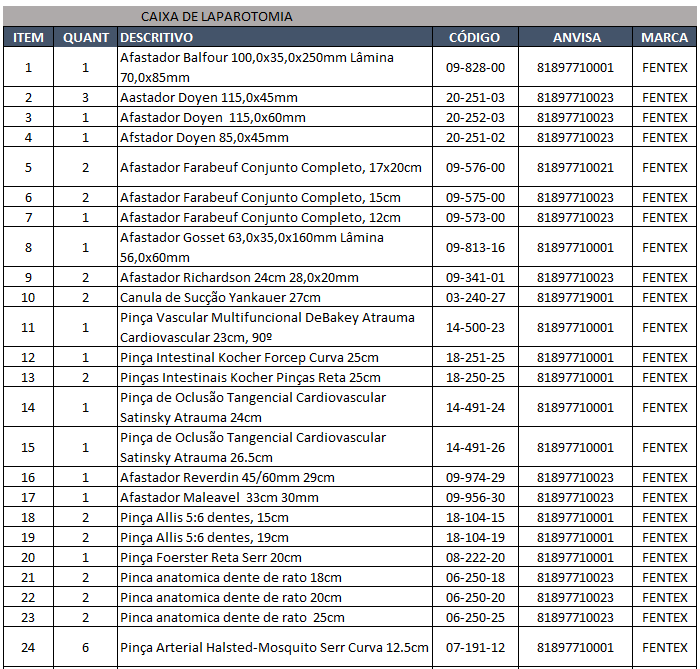 CAIXA DE LAPAROTOMIA
ITEM QUANT DESCRITIVO CÓDIGO ANVISA MARCA
1 1 Afastador Balfour 100,0x35,0x250mm Lâmina 70,0x85mm 09-828-00 81897710001 FENTEX
2 3 Aastador Doyen 115,0x45mm 20-251-03 81897710023 FENTEX
3 1 Afastador Doyen  115,0x60mm 20-252-03 81897710023 FENTEX
4 1 Afstador Doyen 85,0x45mm 20-251-02 81897710023 FENTEX
5 2 Afastador Farabeuf Conjunto Completo, 17x20cm 09-576-00 81897710021 FENTEX
6 2 Afastador Farabeuf Conjunto Completo, 15cm 09-575-00 81897710023 FENTEX
7 1 Afastador Farabeuf Conjunto Completo, 12cm 09-573-00 81897710023 FENTEX
8 1 Afastador Gosset 63,0x35,0x160mm Lâmina 56,0x60mm 09-813-16 81897710001 FENTEX
9 2 Afastador Richardson 24cm 28,0x20mm 09-341-01 81897710023 FENTEX
10 2 Canula de Sucção Yankauer 27cm 03-240-27 81897719001 FENTEX
11 1 Pinça Vascular Multifuncional DeBakey Atrauma Cardiovascular 23cm, 90º 14-500-23 81897710001 FENTEX
12 1 Pinça Intestinal Kocher Forcep Curva 25cm 18-251-25 81897710001 FENTEX
13 2 Pinças Intestinais Kocher Pinças Reta 25cm 18-250-25 81897710001 FENTEX
14 1 Pinça de Oclusão Tangencial Cardiovascular Satinsky Atrauma 24cm 14-491-24 81897710001 FENTEX
15 1 Pinça de Oclusão Tangencial Cardiovascular Satinsky Atrauma 26.5cm 14-491-26 81897710001 FENTEX
16 1 Afastador Reverdin 45/60mm 29cm 09-974-29 81897710023 FENTEX
17 1 Afastador Maleavel  33cm 30mm 09-956-30 81897710023 FENTEX
18 2 Pinça Allis 5:6 dentes, 15cm 18-104-15 81897710001 FENTEX
19 2 Pinça Allis 5:6 dentes, 19cm 18-104-19 81897710001 FENTEX
20 1 Pinça Foerster Reta Serr 20cm 08-222-20 81897710001 FENTEX
21 2 Pinca anatomica dente de rato 18cm 06-250-18 81897710023 FENTEX
22 2 Pinca anatomica dente de rato 20cm 06-250-20 81897710023 FENTEX
23 2 Pinca anatomica dente de rato  25cm 06-250-25 81897710023 FENTEX
24 6 Pinça Arterial Halsted-Mosquito Serr Curva 12.5cm 07-191-12 81897710001 FENTEX